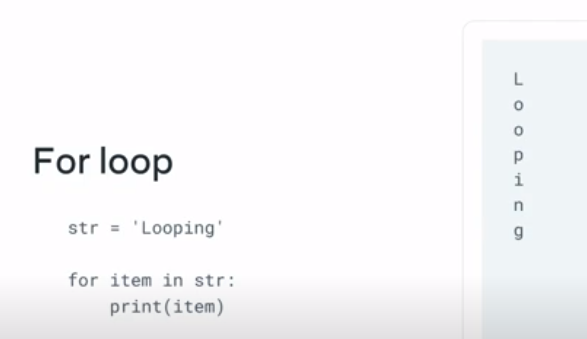 For loop
str = 'Looping'
for item in str:
    print(item)
L
o
o
p
i
n
g